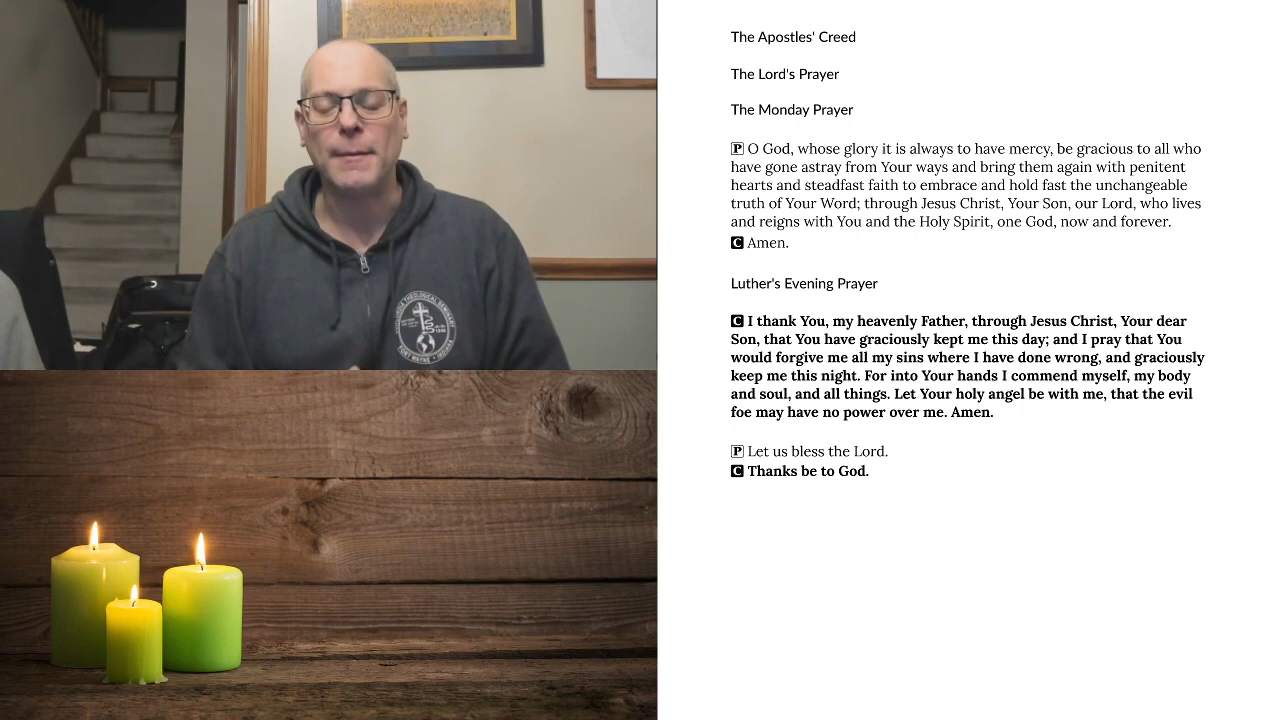 The Apostles' Creed
The Lord's Prayer
The Monday Prayer
P O God, whose glory it is always to have mercy, be gracious to all who
have gone astray from Your ways and bring them again with penitent
hearts and steadfast faith to embrace and hold fast the unchangeable
truth of Your Word; through Jesus Christ, Your Son, our Lord, who lives
and reigns with You and the Holy Spirit, one God, now and forever.
C Amen.
Luther's Evening Prayer
C I thank You, my heavenly Father, through Jesus Christ, Your dear
Son, that You have graciously kept me this day; and I pray that You
would forgive me all my sins where I have done wrong, and graciously
keep me this night. For into Your hands I commend myself, my body
and soul, and all things. Let Your holy angel be with me, that the evil
foe may have no power over me. Amen.
P Let us bless the Lord.
C Thanks be to God.
THEOLOGICAL SEMINARY
FORT WAYNE • INDIANA